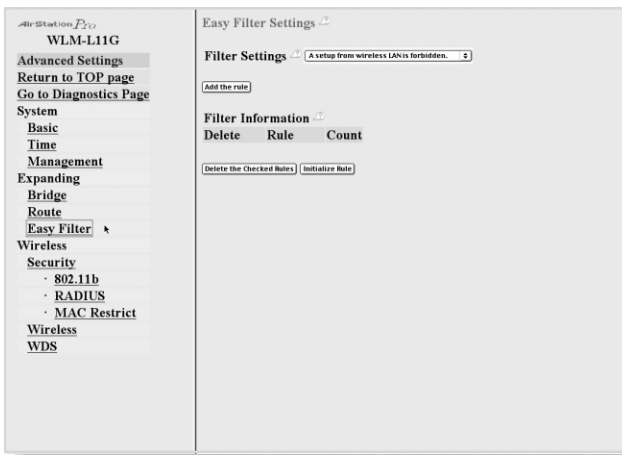 AirStation Pro
WLM-L11G
Advanced Settings
Return to TOP page
Go to Diagnostics Page
System
Basic
Time
Management
Expanding
Bridge
Route
Easy Filter
Wireless
Security
· 802.11b
· RADIUS
· MAC Restrict
Wireless
WDS
Easy Filter Settings
Filter Settings A setup from wireless LAN is forbidden.
Add the rule
Filter Information
Delete Rule Count
Delete the Checked Rules Initialize Rule